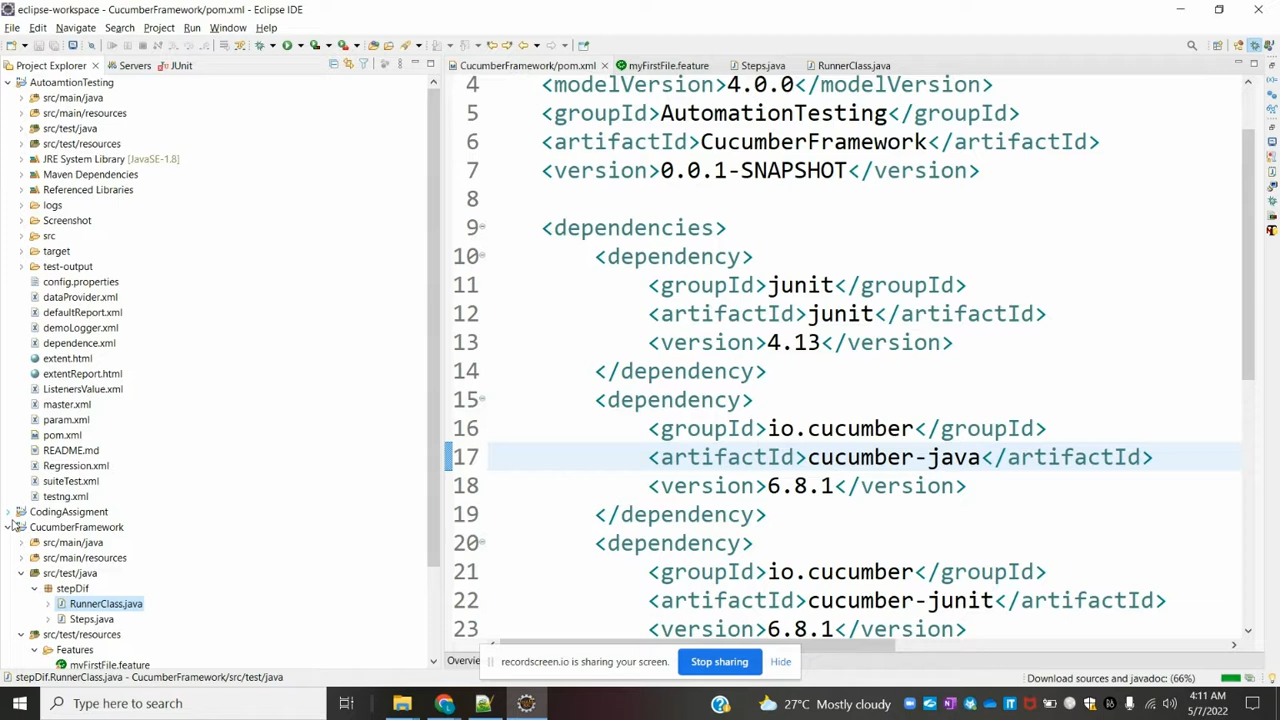 eclipse-workspace - CucumberFramework/pom.xml - Eclipse IDE
File Edit Navigate Search Project Run Window Help
Project Explorer Servers JUnit
CucumberFramework/pom.xml myFirstFile.feature Steps.java RunnerClass.java
AutoamtionTesting
src/main/java
src/main/resources
src/test/java
src/test/resources
JRE System Library [JavaSE-1.8]
Maven Dependencies
Referenced Libraries
logs
Screenshot
src
target
test-output
config.properties
dataProvider.xml
defaultReport.xml
demoLogger.xml
dependence.xml
extent.html
extentReport.html
ListenersValue.xml
master.xml
param.xml
pom.xml
README.md
Regression.xml
suiteTest.xml
testng.xml
CodingAssigment
CucumberFramework
src/main/java
src/main/resources
src/test/java
stepDif
RunnerClass.java
Steps.java
src/test/resources
Features
myFirstFile.feature
4 <modelVersion>4.0.0</modelVersion>
5 <groupId>AutomationTesting</groupId>
6 <artifactId>CucumberFramework</artifactId>
7 <version>0.0.1-SNAPSHOT</version>
8
9 <dependencies>
10 <dependency>
11 <groupId>junit</groupId>
12 <artifactId>junit</artifactId>
13 <version>4.13</version>
14 </dependency>
15 <dependency>
16 <groupId>io.cucumber</groupId>
17 <artifactId>cucumber-java</artifactId>
18 <version>6.8.1</version>
19 </dependency>
20 <dependency>
21 <groupId>io.cucumber</groupId>
22 <artifactId>cucumber-junit</artifactId>
23 <version>6.8.1</version>
recordscreen.io is sharing your screen. Stop sharing Hide
stepDif.RunnerClass.java - CucumberFramework/src/test/java
Download sources and javadoc: (66%)
Type here to search
27°C Mostly cloudy
4:11 AM
5/7/2022